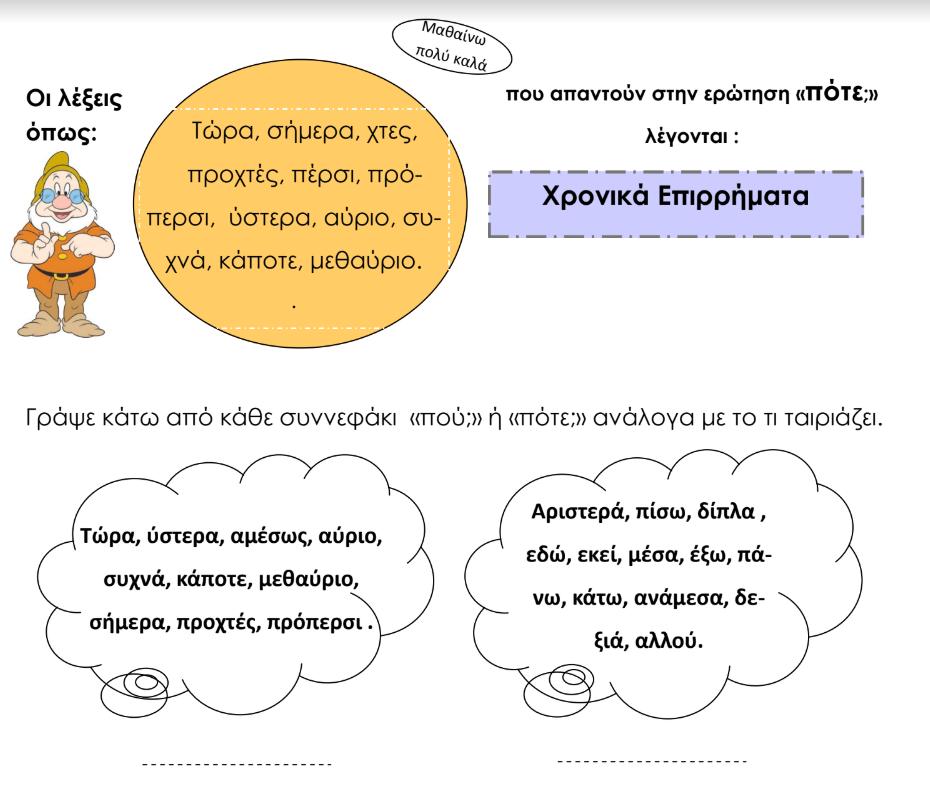 Μαθαίνω
πολύ καλά
Οι λέξεις
όπως:
Τώρα, σήμερα, χτες,
προχτές, πέρσι, πρό-
περσι, ύστερα, αύριο, συ-
χνά, κάποτε, μεθαύριο.
.
που απαντούν στην ερώτηση «πότε;»
λέγονται :
Χρονικά Επιρρήματα
Γράψε κάτω από κάθε συννεφάκι «πού;» ή «πότε;» ανάλογα με το τι ταιριάζει.
Τώρα, ύστερα, αμέσως, αύριο,
συχνά, κάποτε, μεθαύριο,
σήμερα, προχτές, πρόπερσι .
Αριστερά, πίσω, δίπλα ,
εδώ, εκεί, μέσα, έξω, πά-
νω, κάτω, ανάμεσα, δε-
ξιά, αλλού.